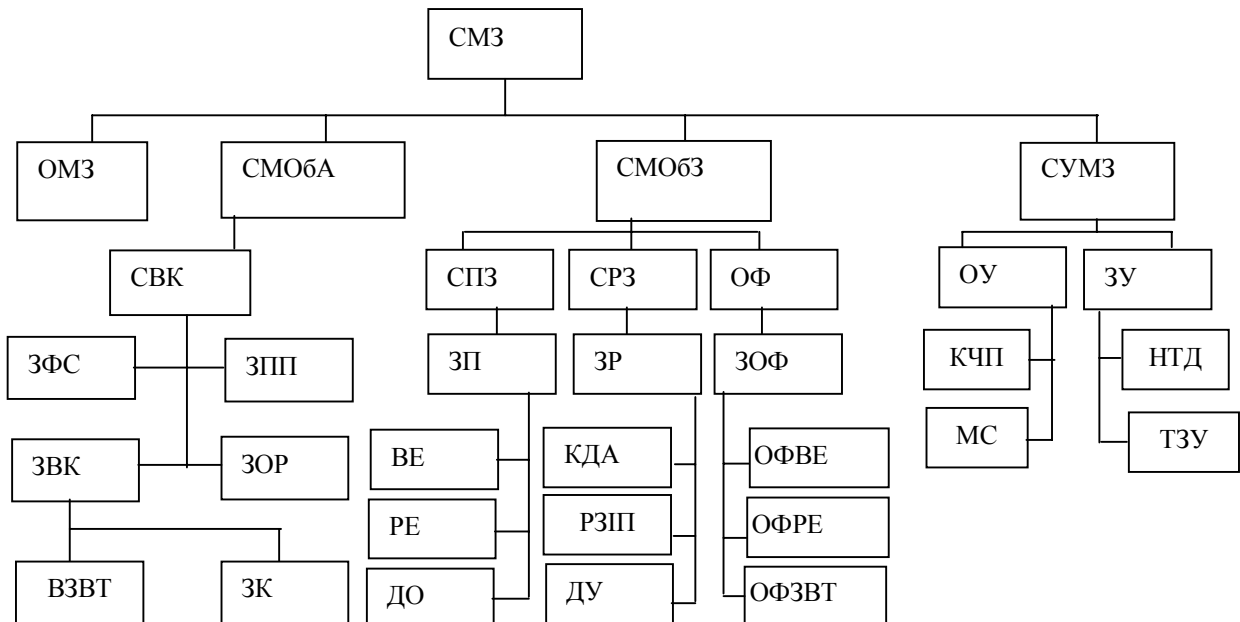 СМЗ
ОМЗ СМОбА СМОбЗ СУМЗ
СВК СПЗ СРЗ ОФ ОУ ЗУ
ЗФС ЗПП ЗП ЗР ЗОФ КЧП НТД
ЗВК ЗОР ВЕ КДА ОФВЕ МС ТЗУ
РЕ РЗІП ОФРЕ
ВЗВТ ЗК ДО ДУ ОФЗВТ